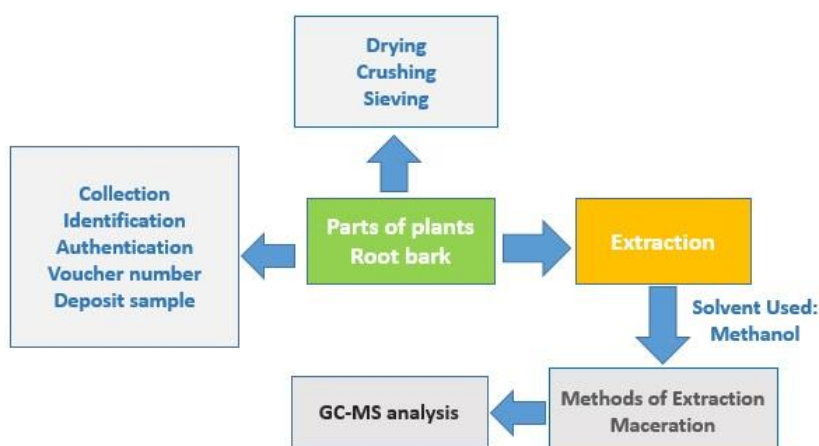 Drying
Crushing
Sieving
Collection
Identification
Authentication
Voucher number
Deposit sample
Parts of plants
Root bark
Extraction
Solvent Used:
Methanol
GC-MS analysis
Methods of Extraction
Maceration